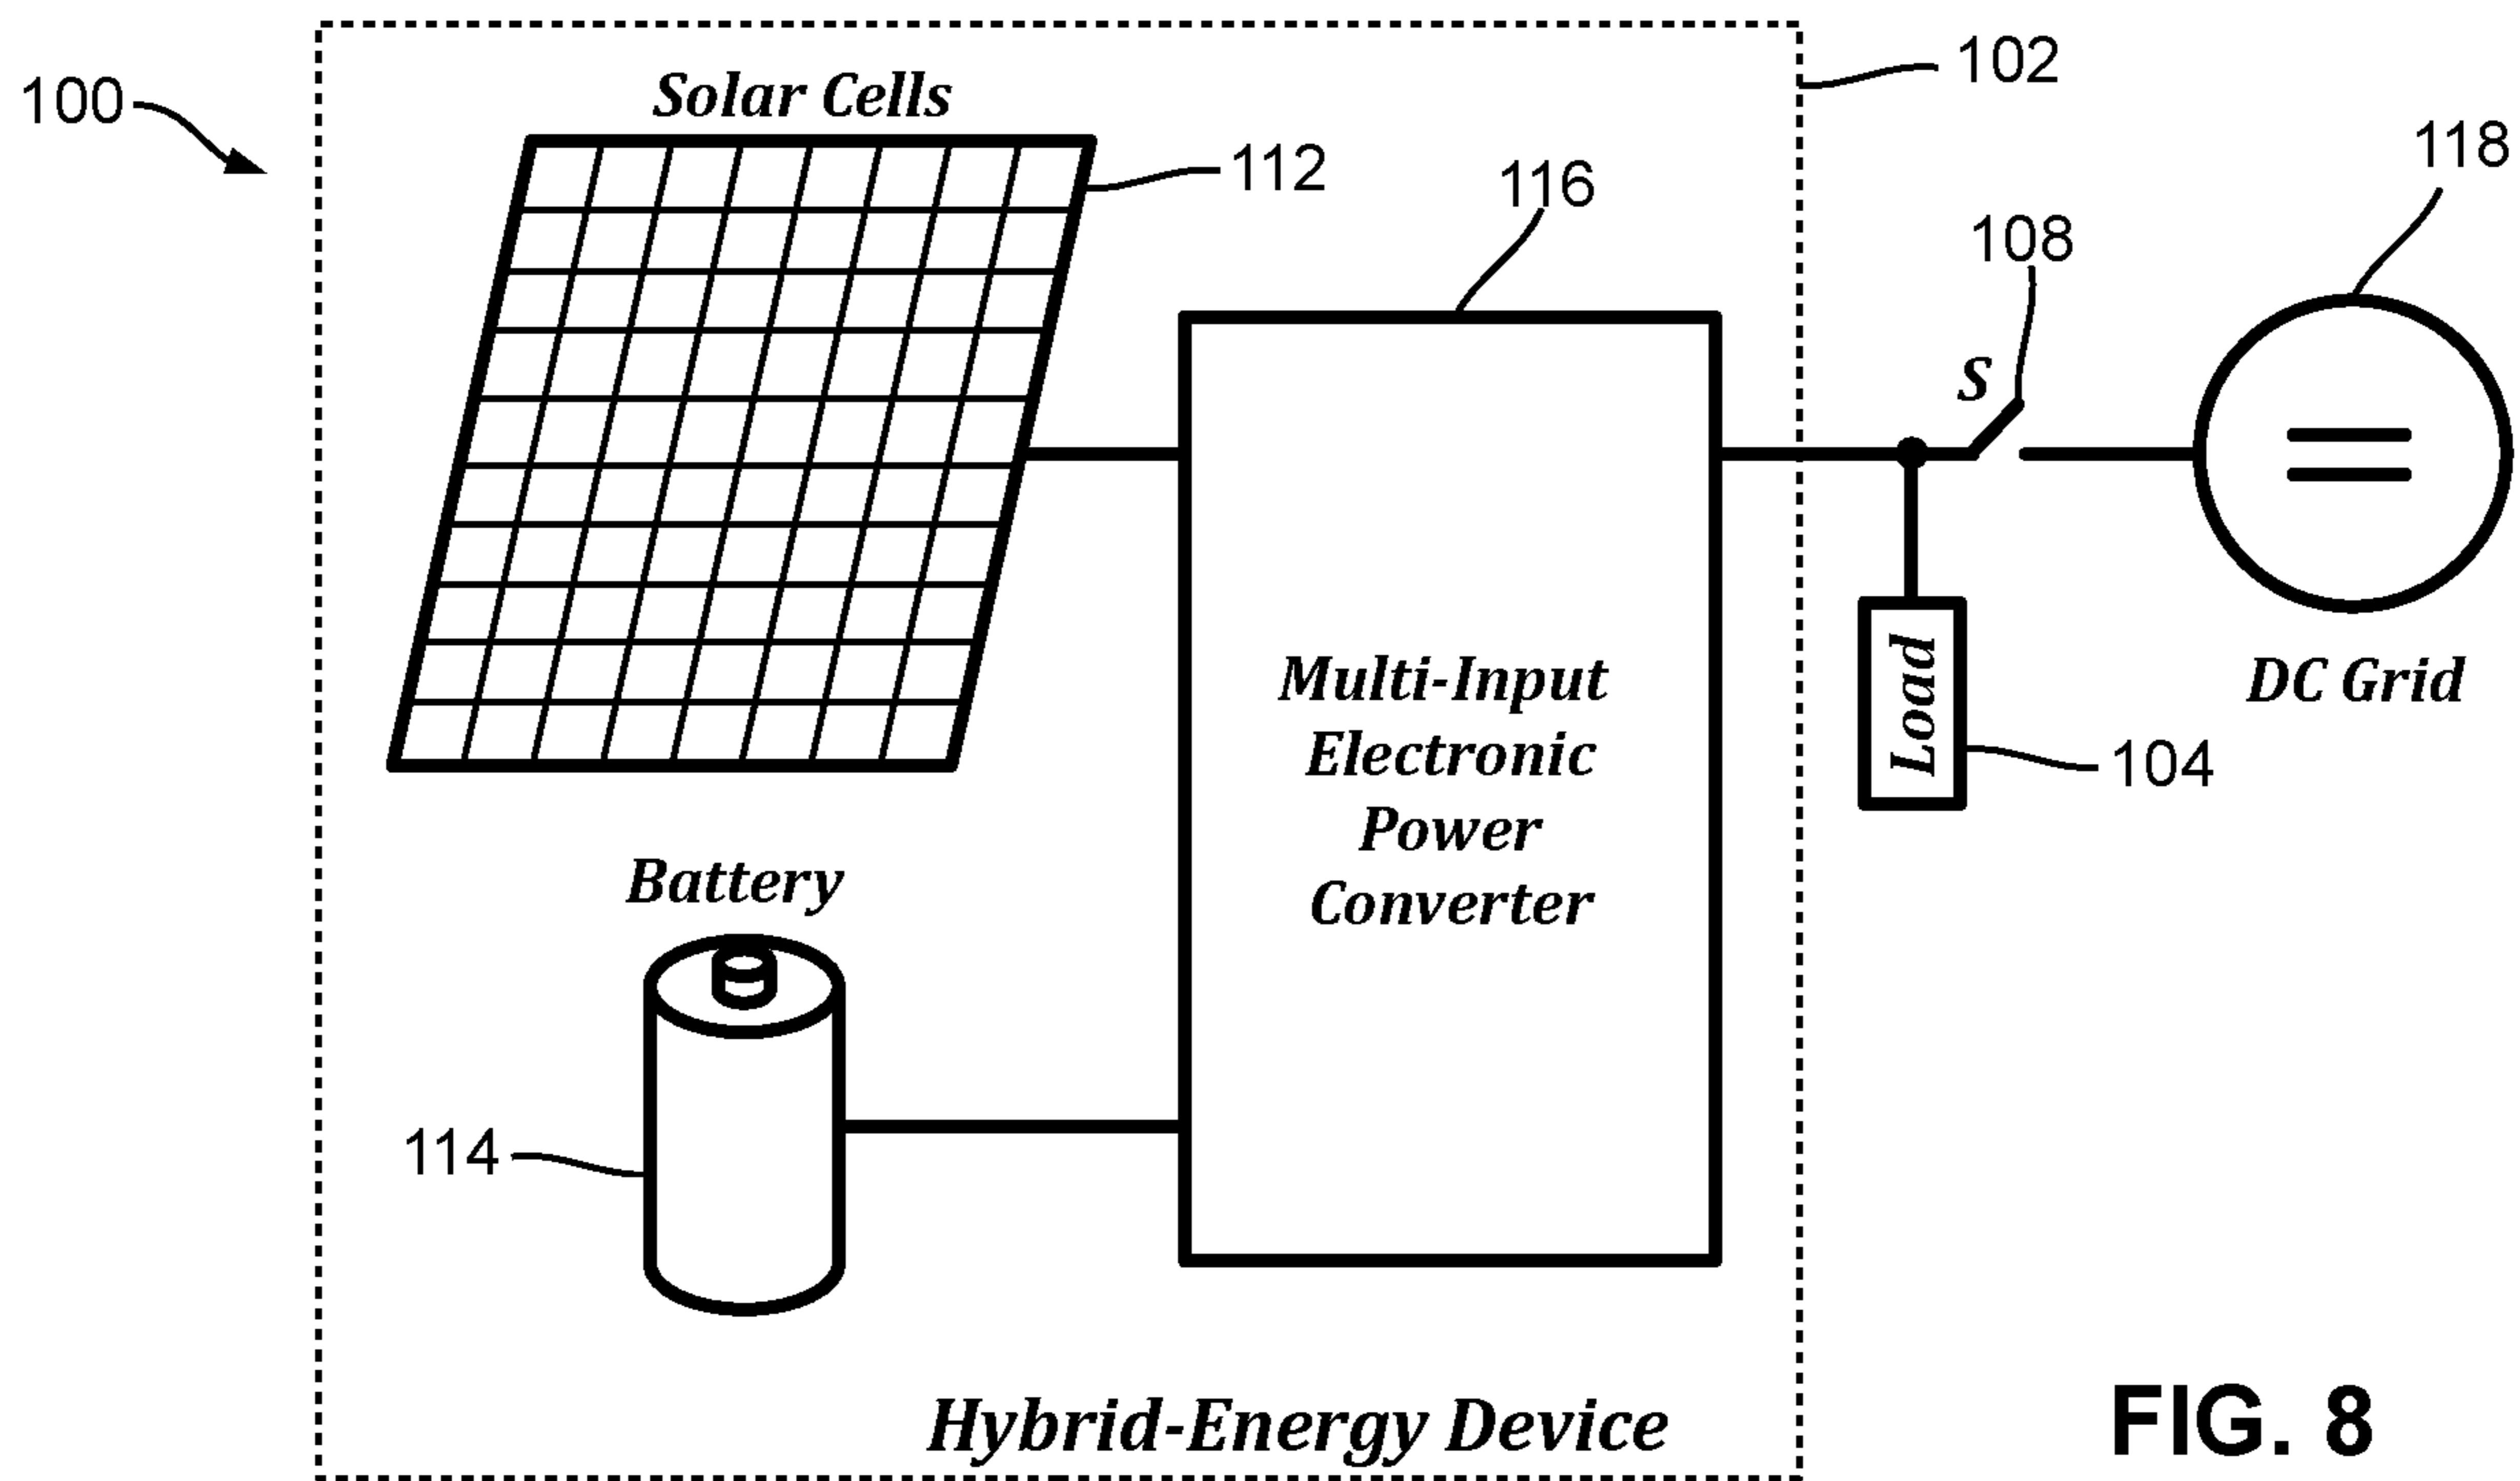 100
Solar Cells
102
112
116
118
108
S
=
Load
DC Grid
104
Multi-Input
Electronic
Power
Converter
Battery
114
Hybrid-Energy Device
FIG. 8